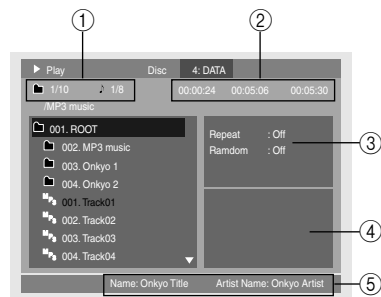 ① ②
Play Disc 4: DATA
1/10 ♪ 1/8 00:00:24 00:05:06 00:05:30
/MP3 music
001. ROOT
002. MP3 music
003. Onkyo 1
004. Onkyo 2
001. Track01
002. Track02
003. Track03
004. Track04
Repeat : Off
Ramdom : Off
③
④
Name: Onkyo Title Artist Name: Onkyo Artist
⑤